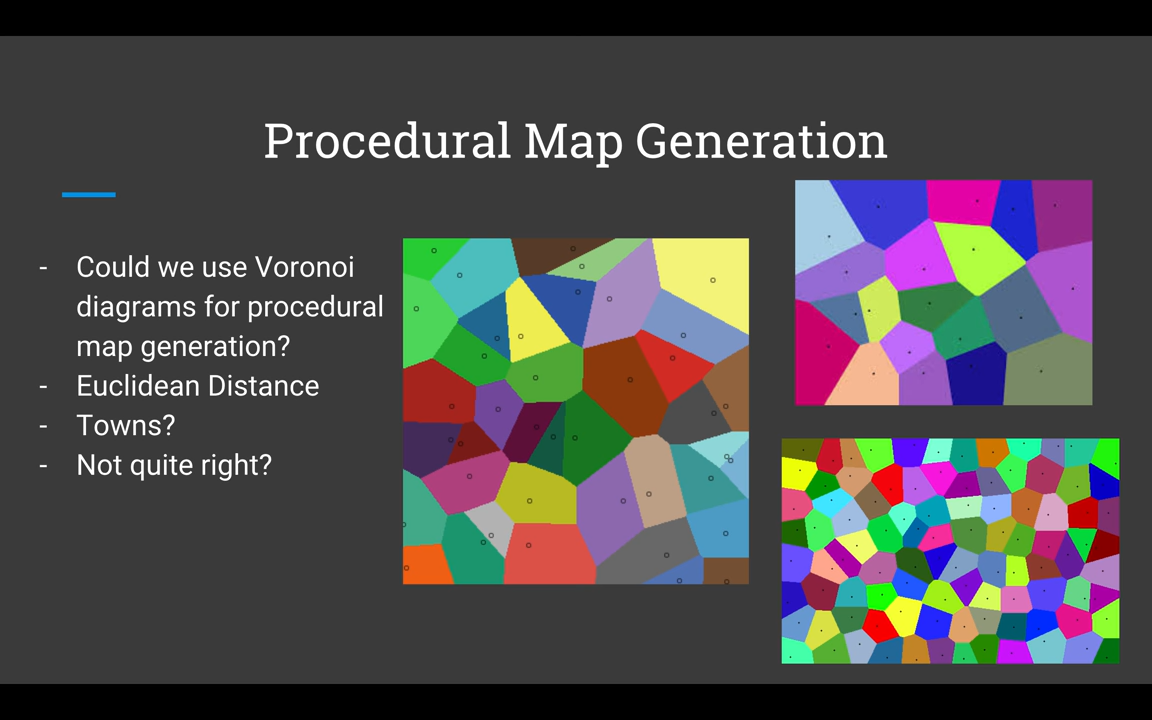 Procedural Map Generation
- Could we use Voronoi
diagrams for procedural
map generation?
- Euclidean Distance
- Towns?
- Not quite right?